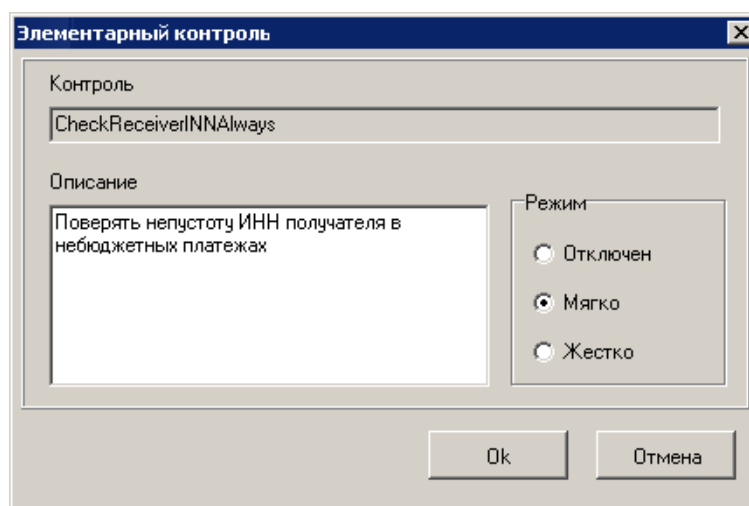 Элементарный контроль
Контроль
CheckReceiverINNAlways
Описание
Поверять непустоту ИНН получателя в
небюджетных платежах
Режим
Отключен
Мягко
Жестко
Ok
Отмена